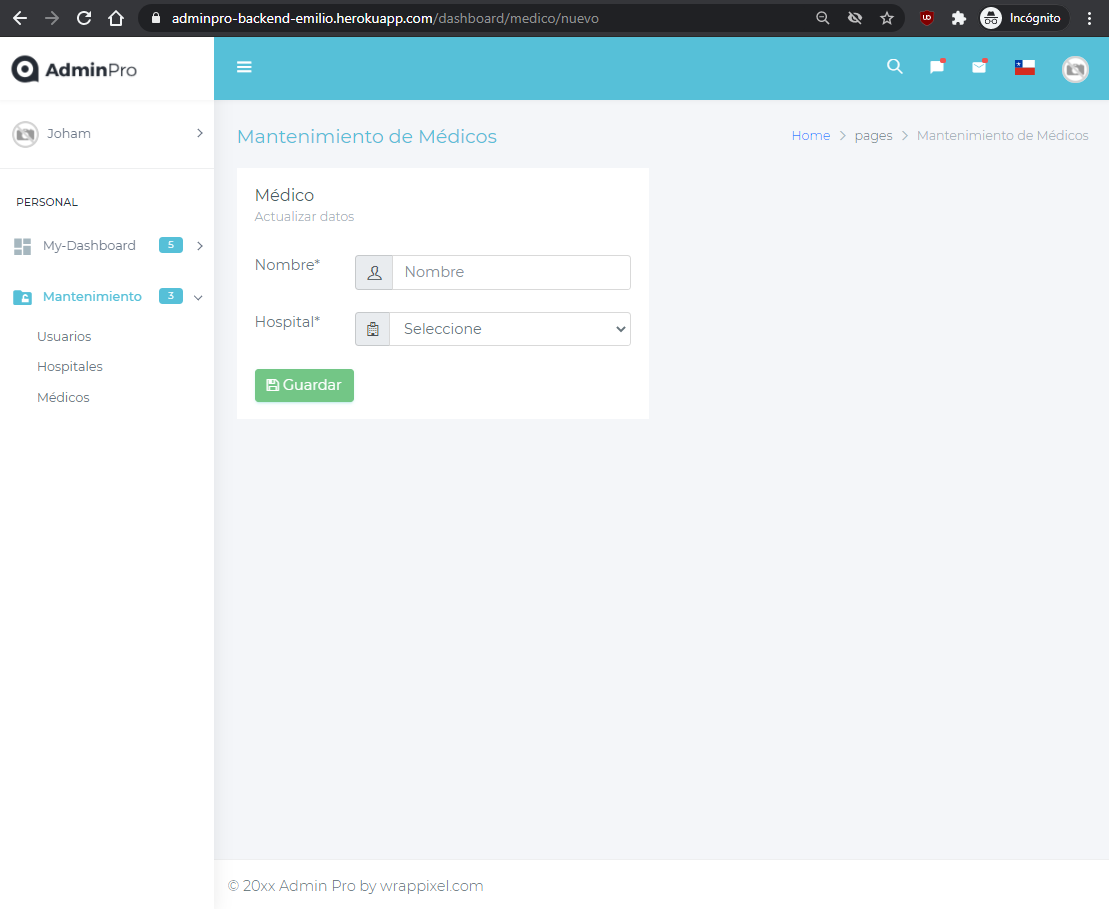 adminpro-backend-emilio.herokuapp.com/dashboard/medico/nuevo
UD
Incógnito
AdminPro
Joham
Mantenimiento de Médicos
Home > pages > Mantenimiento de Médicos
PERSONAL
My-Dashboard 5
Mantenimiento 3
Usuarios
Hospitales
Médicos
Médico
Actualizar datos
Nombre*
Nombre
Hospital*
Seleccione
Guardar
© 20xx Admin Pro by wrappixel.com